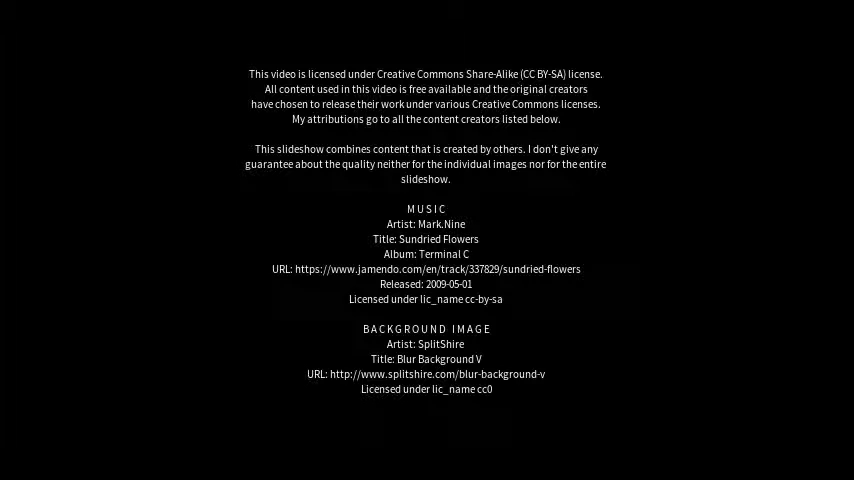 This video is licensed under Creative Commons Share-Alike (CC BY-SA) license.
All content used in this video is free available and the original creators
have chosen to release their work under various Creative Commons licenses.
My attributions go to all the content creators listed below.
This slideshow combines content that is created by others. I don't give any
guarantee about the quality neither for the individual images nor for the entire
slideshow.
MUSIC
Artist: Mark.Nine
Title: Sundried Flowers
Album: Terminal C
URL: https://www.jamendo.com/en/track/337829/sundried-flowers
Released: 2009-05-01
Licensed under lic_name cc-by-sa
BACKGROUND IMAGE
Artist: SplitShire
Title: Blur Background V
URL: http://www.splitshire.com/blur-background-v
Licensed under lic_name cc0